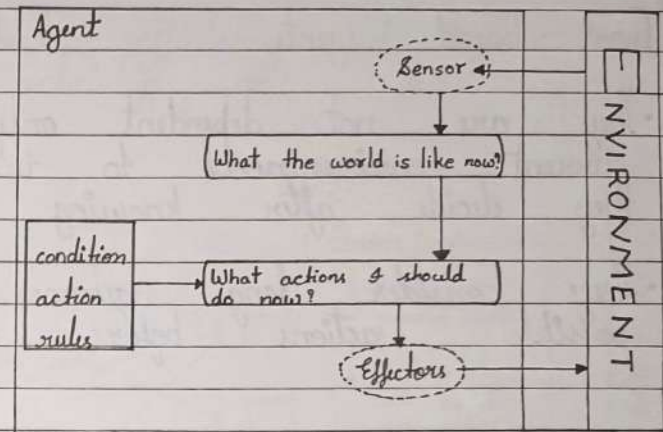 Agent
Sensor
What the world is like now?
condition
action
rules
What actions I should
do now?
Effectors
ENVIRONMENT